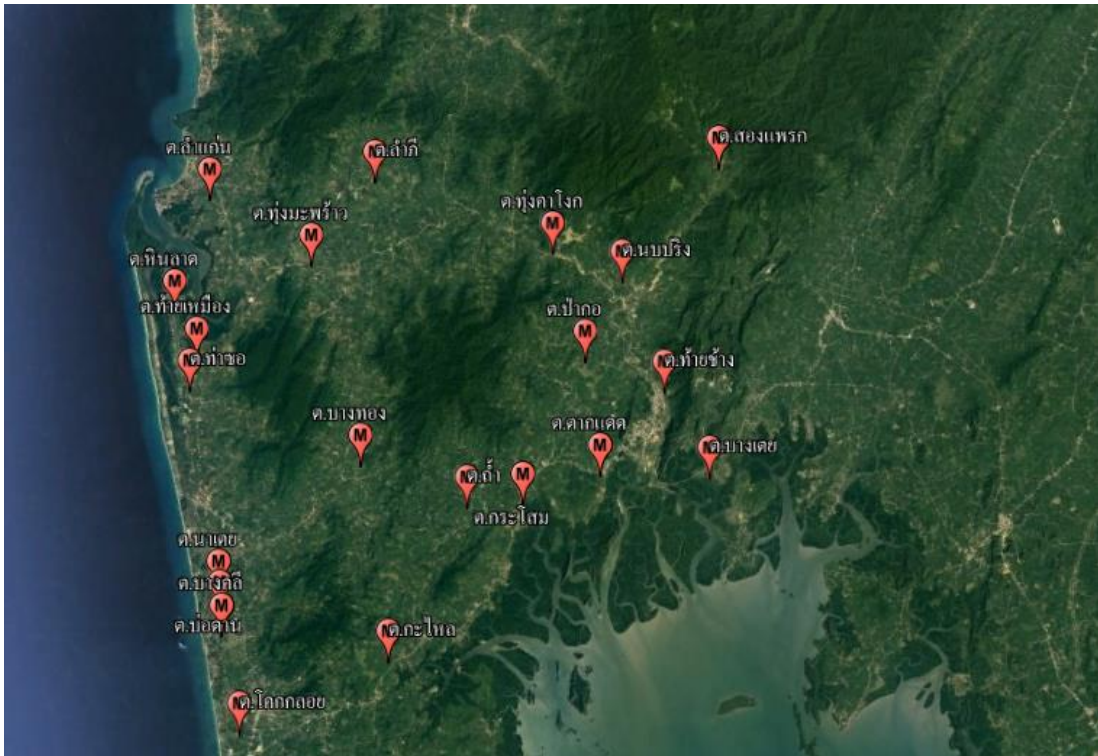 ต.สองแพรก
ต.ลำแก่น
ต.ลำภี
M
ต.ทุ่งคาโงก
ต.ทุ่งมะพร้าว
M
M
ต.นบปริง
ต.หินลาด
M
ต.ท้ายเหมือง
ต.ป่ากอ
M
M
ต.ท่าซอ
ต.ท้ายช้าง
ต.บางทอง
M
ต.ตากแดด
M
ต.บางเตย
ต.ถ้ำ
M
ต.กระโสม
ต.นาเตย
M
ต.บางคลี
M
ต.บ่อดาน
ต.กะไหล
ต.โคกกลอย